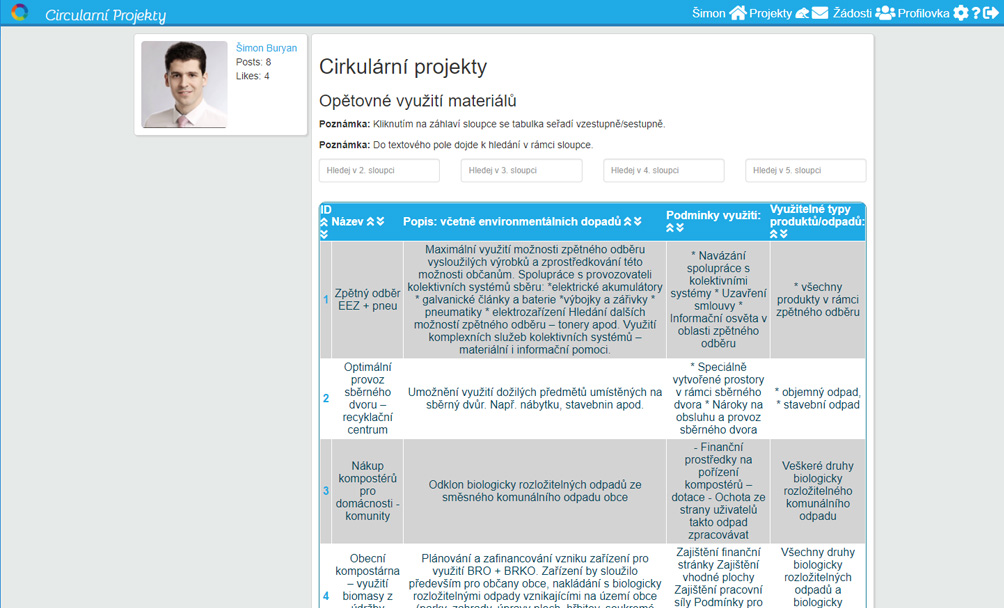 Circularní Projekty
Šimon Projekty Žádosti Profilovka ?
Šimon Buryan
Posts: 8
Likes: 4
Cirkulární projekty
Opětovné využití materiálů
Poznámka: Kliknutím na záhlaví sloupce se tabulka seřadí vzestupně/sestupně.
Poznámka: Do textového pole dojde k hledání v rámci sloupce.
Hledej v 2. sloupci
Hledej v 3. sloupci
Hledej v 4. sloupci
Hledej v 5. sloupci
ID
Název
Popis: včetně environmentálních dopadů
Podmínky využití:
Využitelné typy
produktů/odpadů:
1
Zpětný odběr
EEZ + pneu
Maximální využití možnosti zpětného odběru
vysloužilých výrobků a zprostředkování této
možnosti občanům. Spolupráce s provozovateli
kolektivních systémů sběru: *elektrické akumulátory
* galvanické články a baterie *výbojky a zářivky *
pneumatiky * elektrozařízení Hledání dalších
možností zpětného odběru – tonery apod. Využití
komplexních služeb kolektivních systémů –
materiální i informační pomoci.
* Navázání
spolupráce s
kolektivními
systémy * Uzavření
smlouvy *
Informační osvěta v
oblasti zpětného
odběru
* všechny
produkty v rámci
zpětného odběru
2
Optimální
provoz
sběrného
dvoru –
recyklační
centrum
Umožnění využití dožilých předmětů umístěných na
sběrný dvůr. Např. nábytku, stavebnin apod.
* Speciálně
vytvořené prostory
v rámci sběrného
dvora * Nároky na
obsluhu a provoz
sběrného dvora
* objemný odpad,
* stavební odpad
3
Nákup
kompostérů
pro
domácnosti -
komunity
Odklon biologicky rozložitelných odpadů ze
směsného komunálního odpadu obce
- Finanční
prostředky na
pořízení
kompostérů –
dotace - Ochota ze
strany uživatelů
takto odpad
zpracovávat
Veškeré druhy
biologicky
rozložitelného
komunálního
odpadu
4
Obecní
kompostárna
– využití
biomasy z
údržby
Plánování a zafinancování vzniku zařízení pro
využití BRO + BRKO. Zařízení by sloužilo
především pro občany obce, nakládání s biologicky
rozložitelnými odpady vznikajícími na území obce
(parky, zahrady, úpravy ploch, hřbitov, soukromé
Zajištění finanční
stránky Zajištění
vhodné plochy
Zajištění pracovní
síly Podmínky pro
Všechny druhy
biologicky
rozložitelných
odpadů a
biologicky